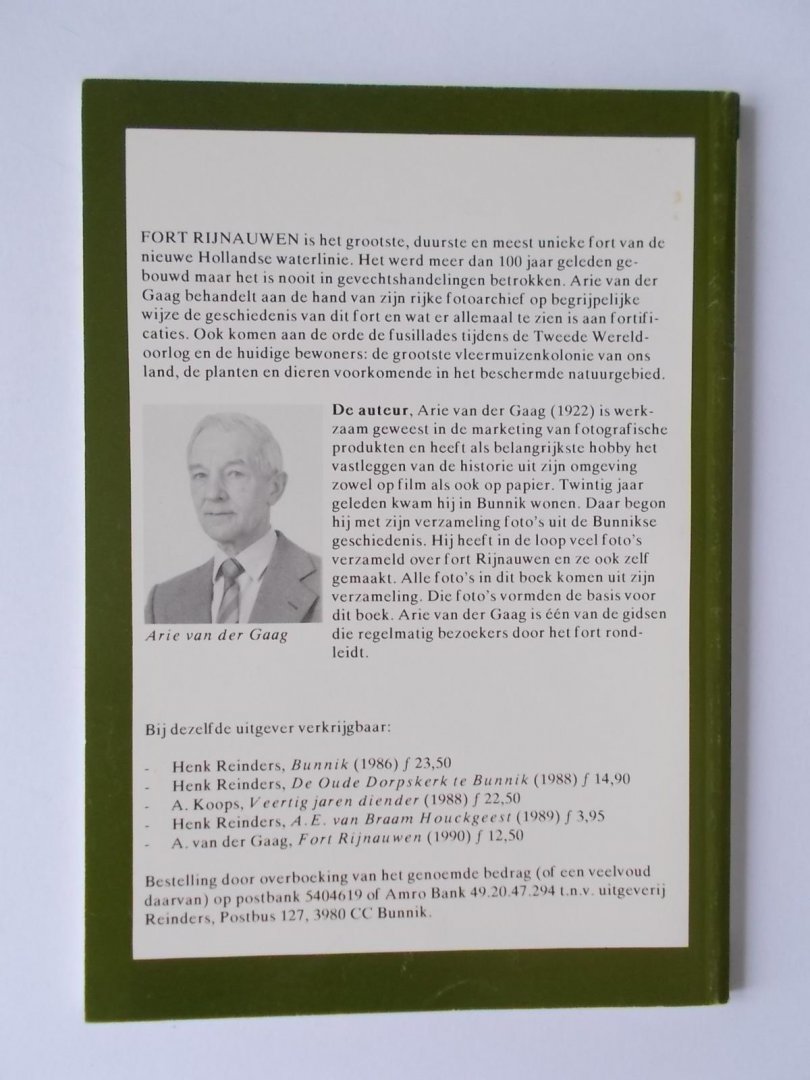 FORT RIJNAUWEN is het grootste, duurste en meest unieke fort van de
nieuwe Hollandse waterlinie. Het werd meer dan 100 jaar geleden ge-
bouwd maar het is nooit in gevechtshandelingen betrokken. Arie van der
Gaag behandelt aan de hand van zijn rijke fotoarchief op begrijpelijke
wijze de geschiedenis van dit fort en wat er allemaal te zien is aan fortifi-
caties. Ook komen aan de orde de fusillades tijdens de Tweede Wereld-
oorlog en de huidige bewoners: de grootste vleermuizenkolonie van ons
land, de planten en dieren voorkomende in het beschermde natuurgebied.
De auteur, Arie van der Gaag (1922) is werk-
zaam geweest in de marketing van fotografische
produkten en heeft als belangrijkste hobby het
vastleggen van de historie uit zijn omgeving
zowel op film als ook op papier. Twintig jaar
geleden kwam hij in Bunnik wonen. Daar begon
hij met zijn verzameling foto's uit de Bunnikse
geschiedenis. Hij heeft in de loop veel foto's
verzameld over fort Rijnauwen en ze ook zelf
gemaakt. Alle foto's in dit boek komen uit zijn
verzameling. Die foto's vormden de basis voor
dit boek. Arie van der Gaag is één van de gidsen
die regelmatig bezoekers door het fort rond-
leidt.
Arie van der Gaag
Bij dezelfde uitgever verkrijgbaar:
- Henk Reinders, Bunnik (1986) ƒ 23,50
- Henk Reinders, De Oude Dorpskerk te Bunnik (1988) ƒ 14,90
- A. Koops, Veertig jaren diender (1988) ƒ 22,50
- Henk Reinders, A.E. van Braam Houckgeest (1989) ƒ 3,95
- A. van der Gaag, Fort Rijnauwen (1990) ƒ 12,50
Bestelling door overboeking van het genoemde bedrag (of een veelvoud
daarvan) op postbank 5404619 of Amro Bank 49.20.47.294 t.n.v. uitgeverij
Reinders, Postbus 127, 3980 CC Bunnik.